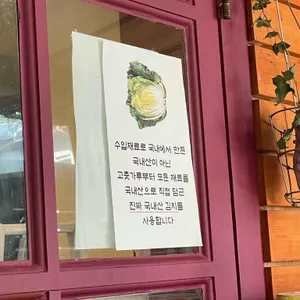 수입재료로 국내에서 만든
국내산이 아닌
고춧가루부터 모든 재료를
국내산으로 직접 담근
진짜 국내산 김치를
사용합니다